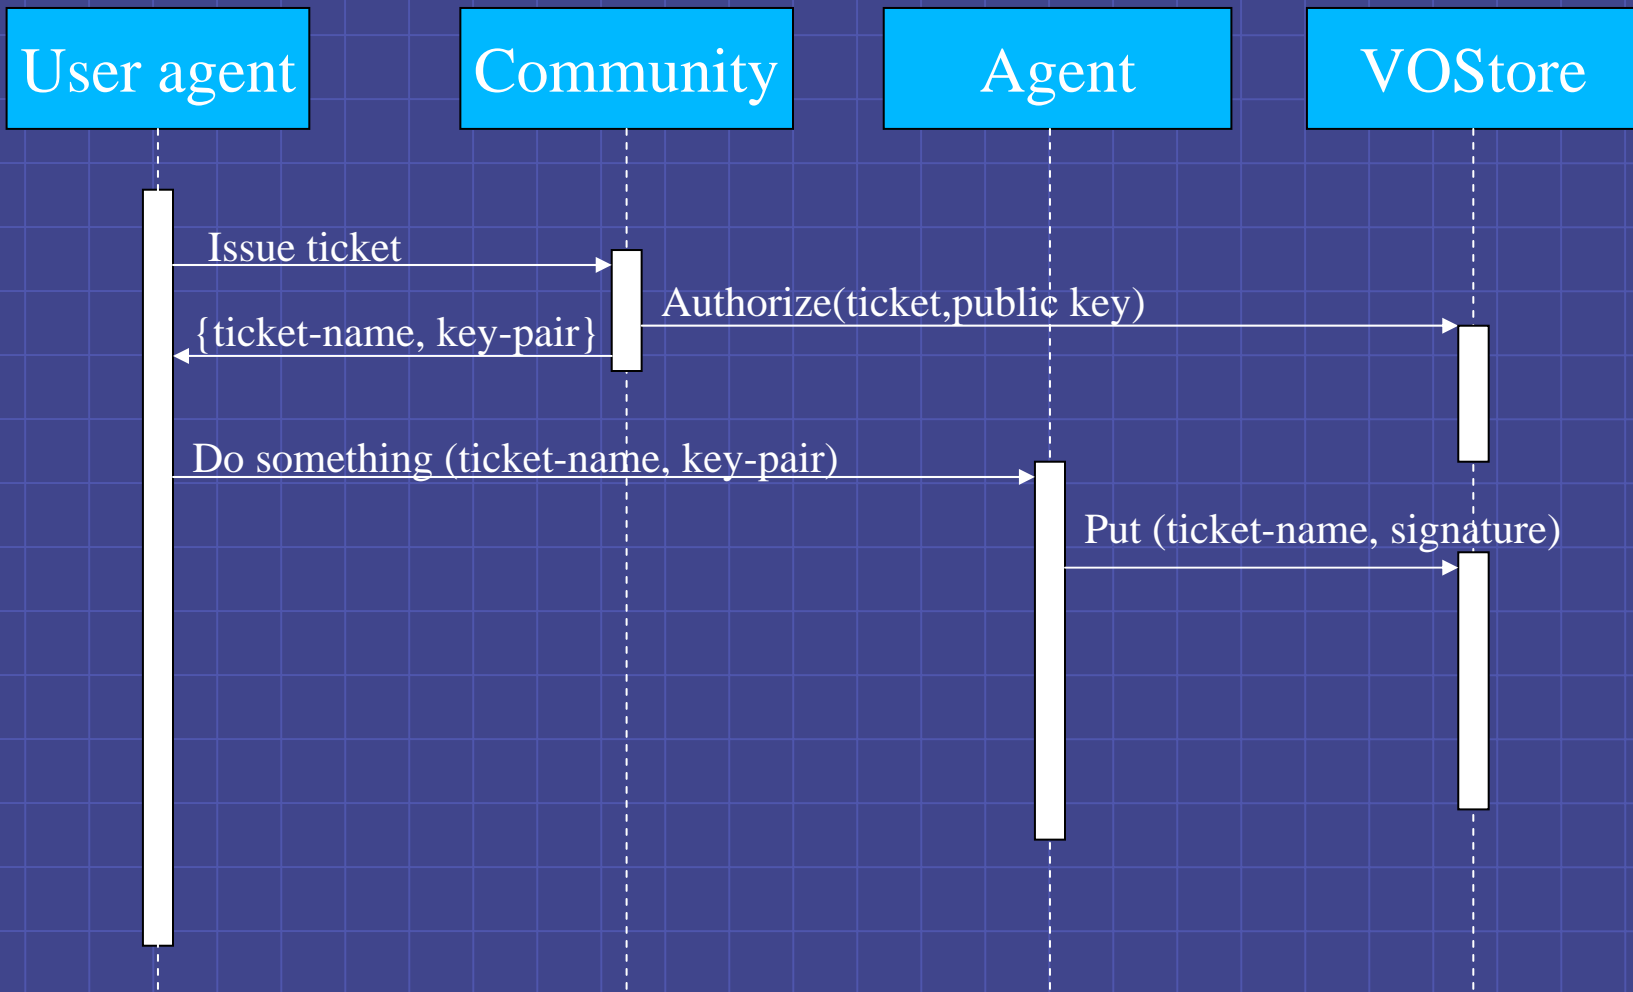 User agent
Community
Agent
VOStore
Issue ticket
Authorize(ticket,public key)
{ticket-name, key-pair}
Do something (ticket-name, key-pair)
Put (ticket-name, signature)